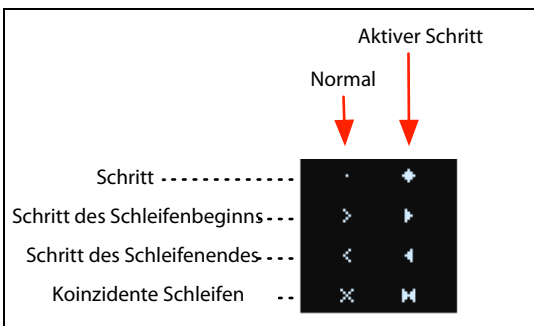 Aktiver Schritt
Normal
Schritt
Schritt des Schleifenbeginns
Schritt des Schleifenendes
Koinzidente Schleifen